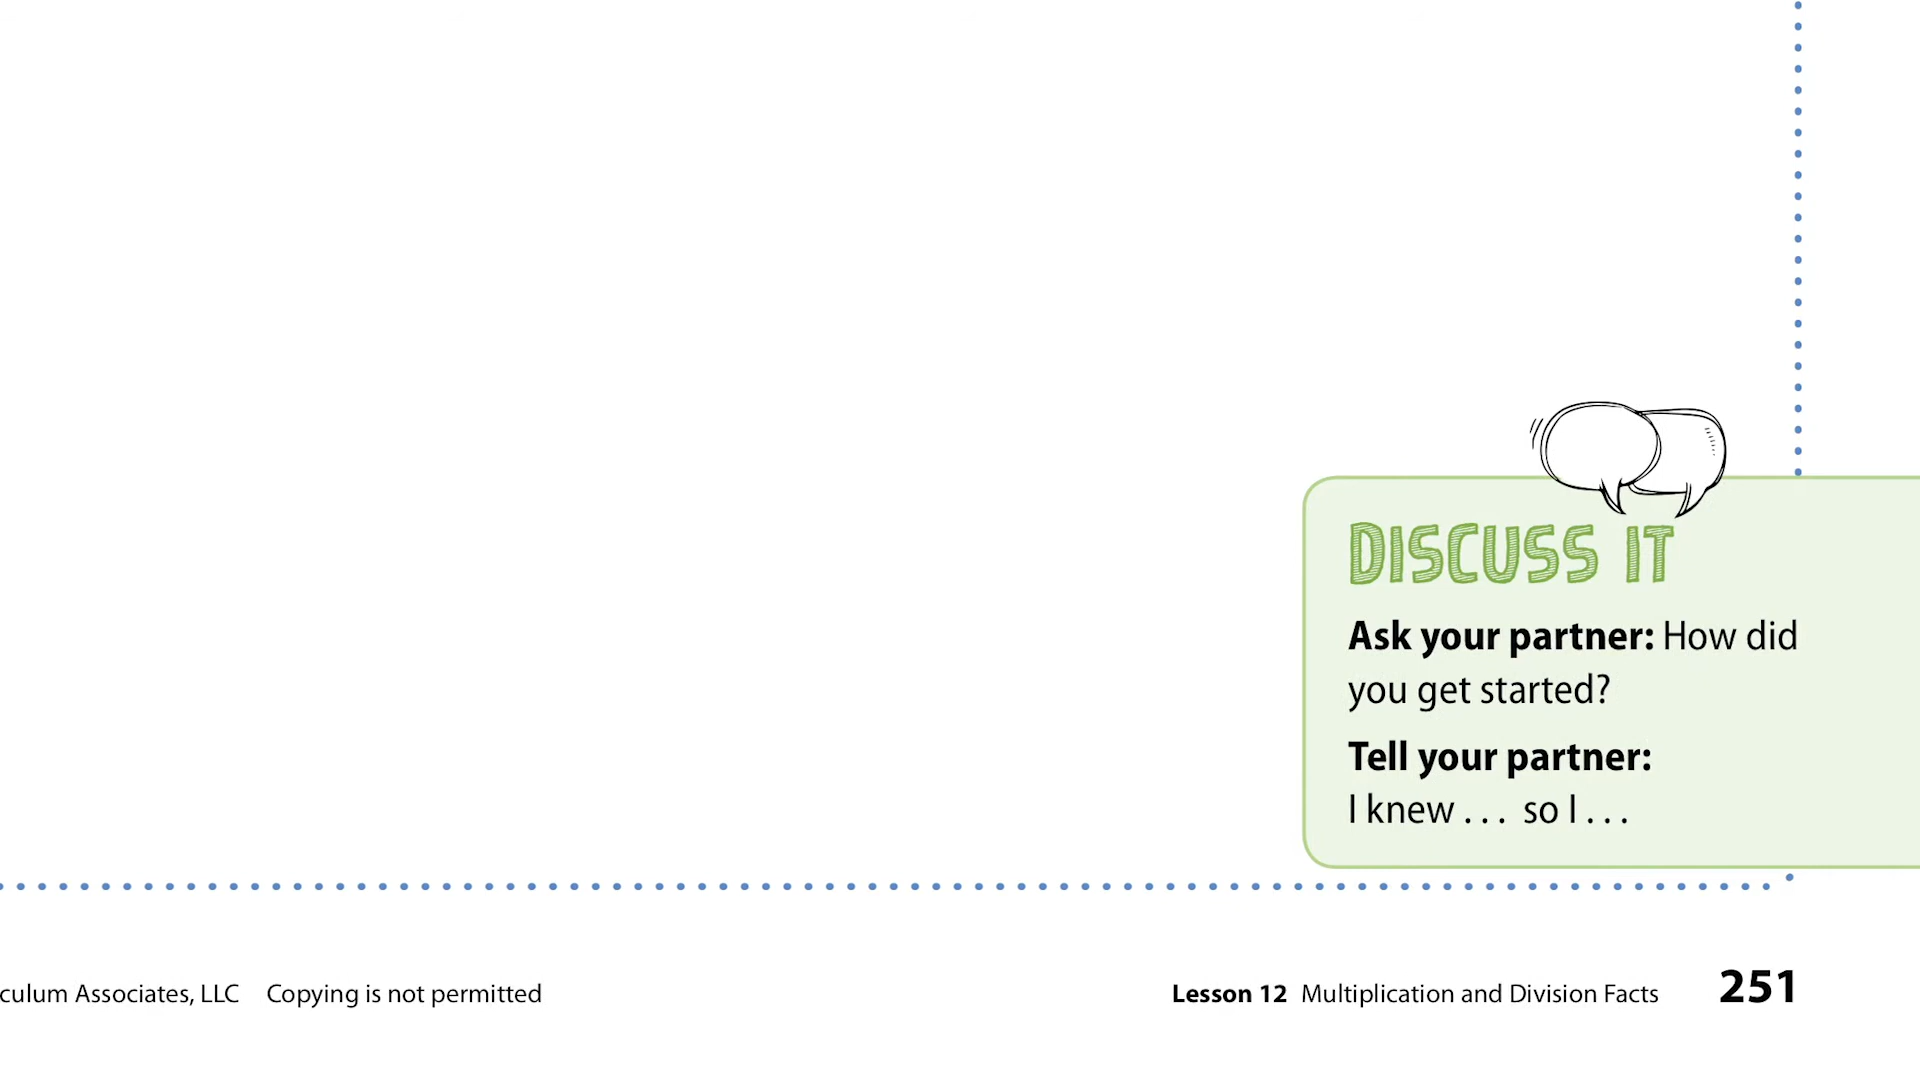 DISCUSS IT
Ask your partner: How did
you get started?
Tell your partner:
I knew . . . so I . . .
Associates, LLC Copying is not permitted
Lesson 12 Multiplication and Division Facts 251